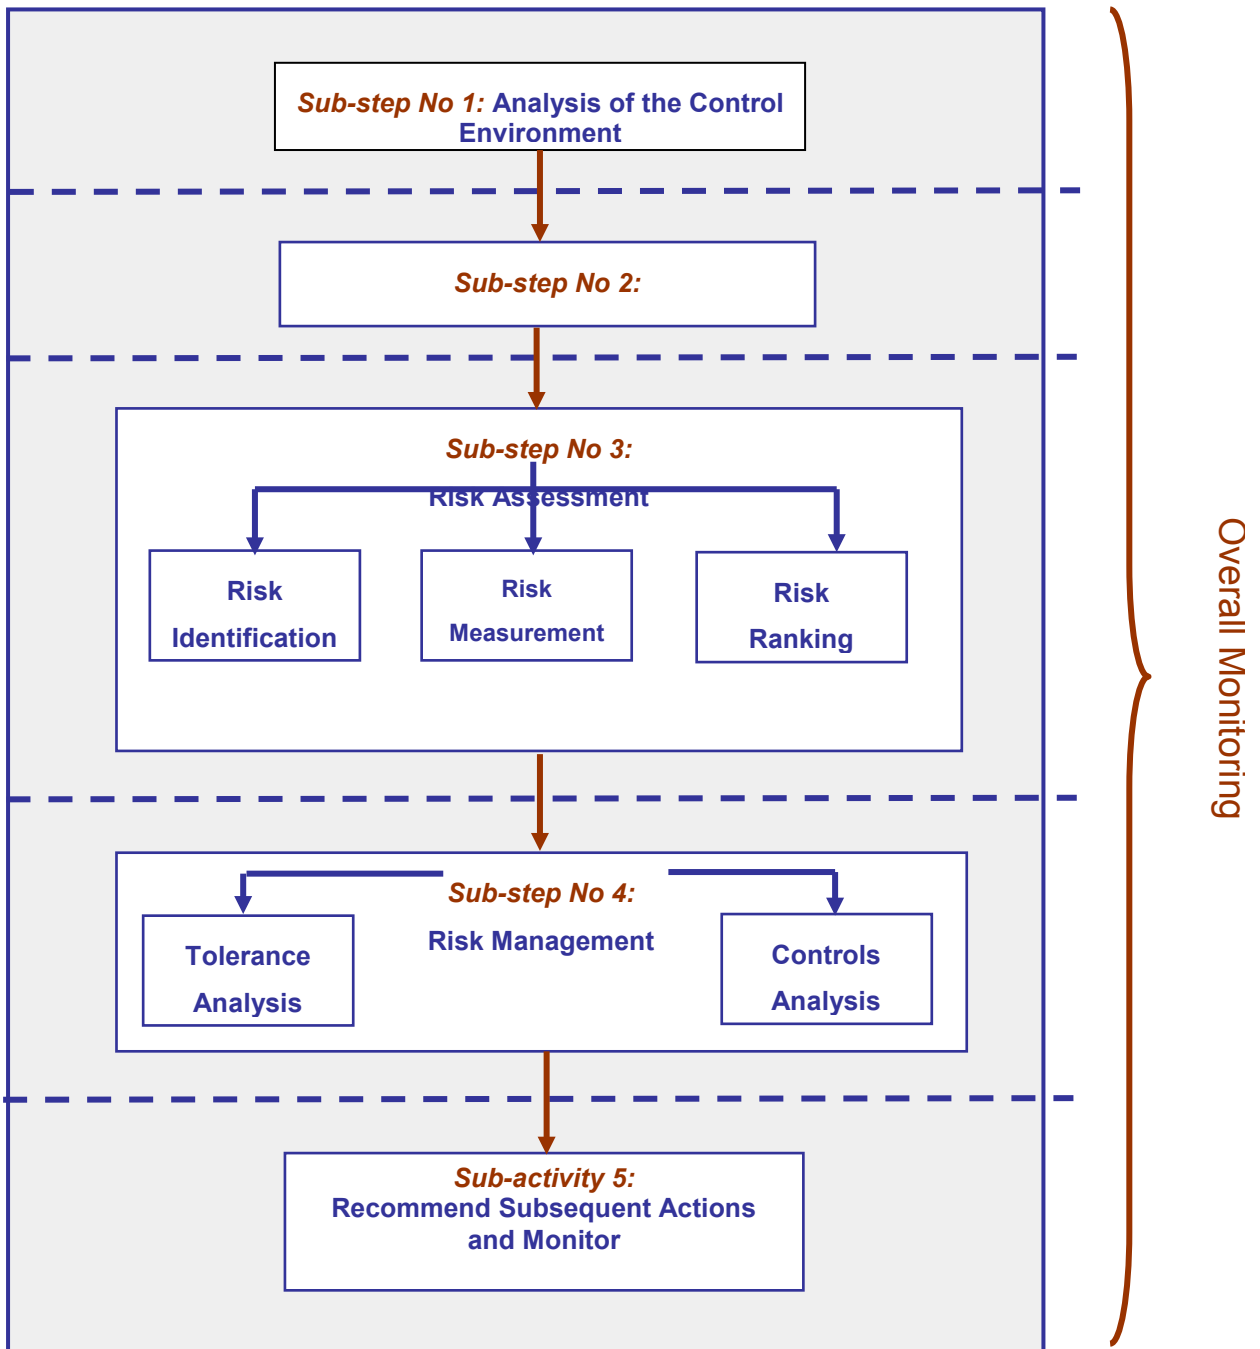 Sub-step No 1: Analysis of the Control
Environment
Sub-step No 2:
Sub-step No 3:
Risk Assessment
Risk
Identification
Risk
Measurement
Risk
Ranking
Sub-step No 4:
Risk Management
Tolerance
Analysis
Controls
Analysis
Sub-activity 5:
Recommend Subsequent Actions
and Monitor
Overall Monitoring